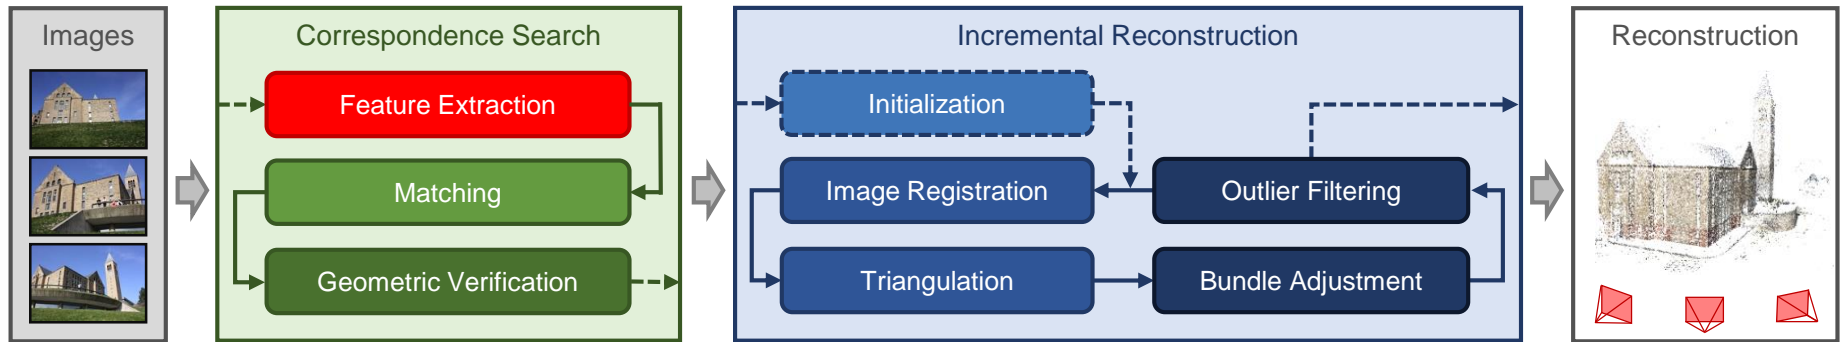 Images
Correspondence Search
Feature Extraction
Matching
Geometric Verification
Incremental Reconstruction
Initialization
Image Registration
Outlier Filtering
Triangulation
Bundle Adjustment
Reconstruction